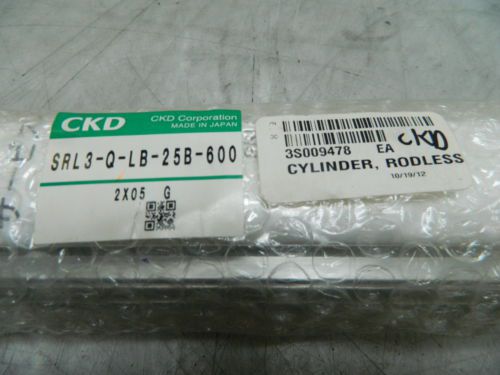 CKD
CKD Corporation
MADE IN JAPAN
SRL3-Q-LB-25B-600
2X05 G
3S009478 EA
CKD
CYLINDER, RODLESS
10/19/12